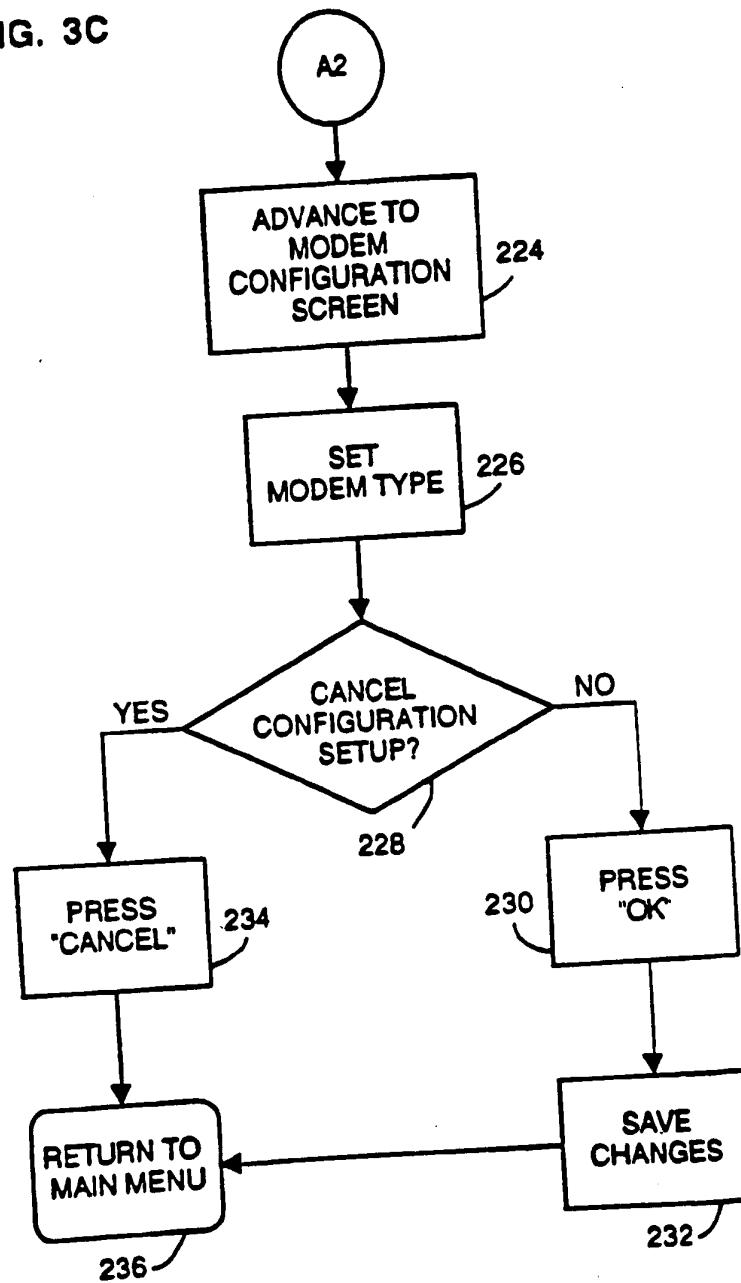 IG. 3C
A2
ADVANCE TO
MODEM
CONFIGURATION
SCREEN
224
SET
MODEM TYPE
226
CANCEL
CONFIGURATION
SETUP?
YES
NO
228
PRESS
"CANCEL"
234
PRESS
"OK"
230
RETURN TO
MAIN MENU
236
SAVE
CHANGES
232